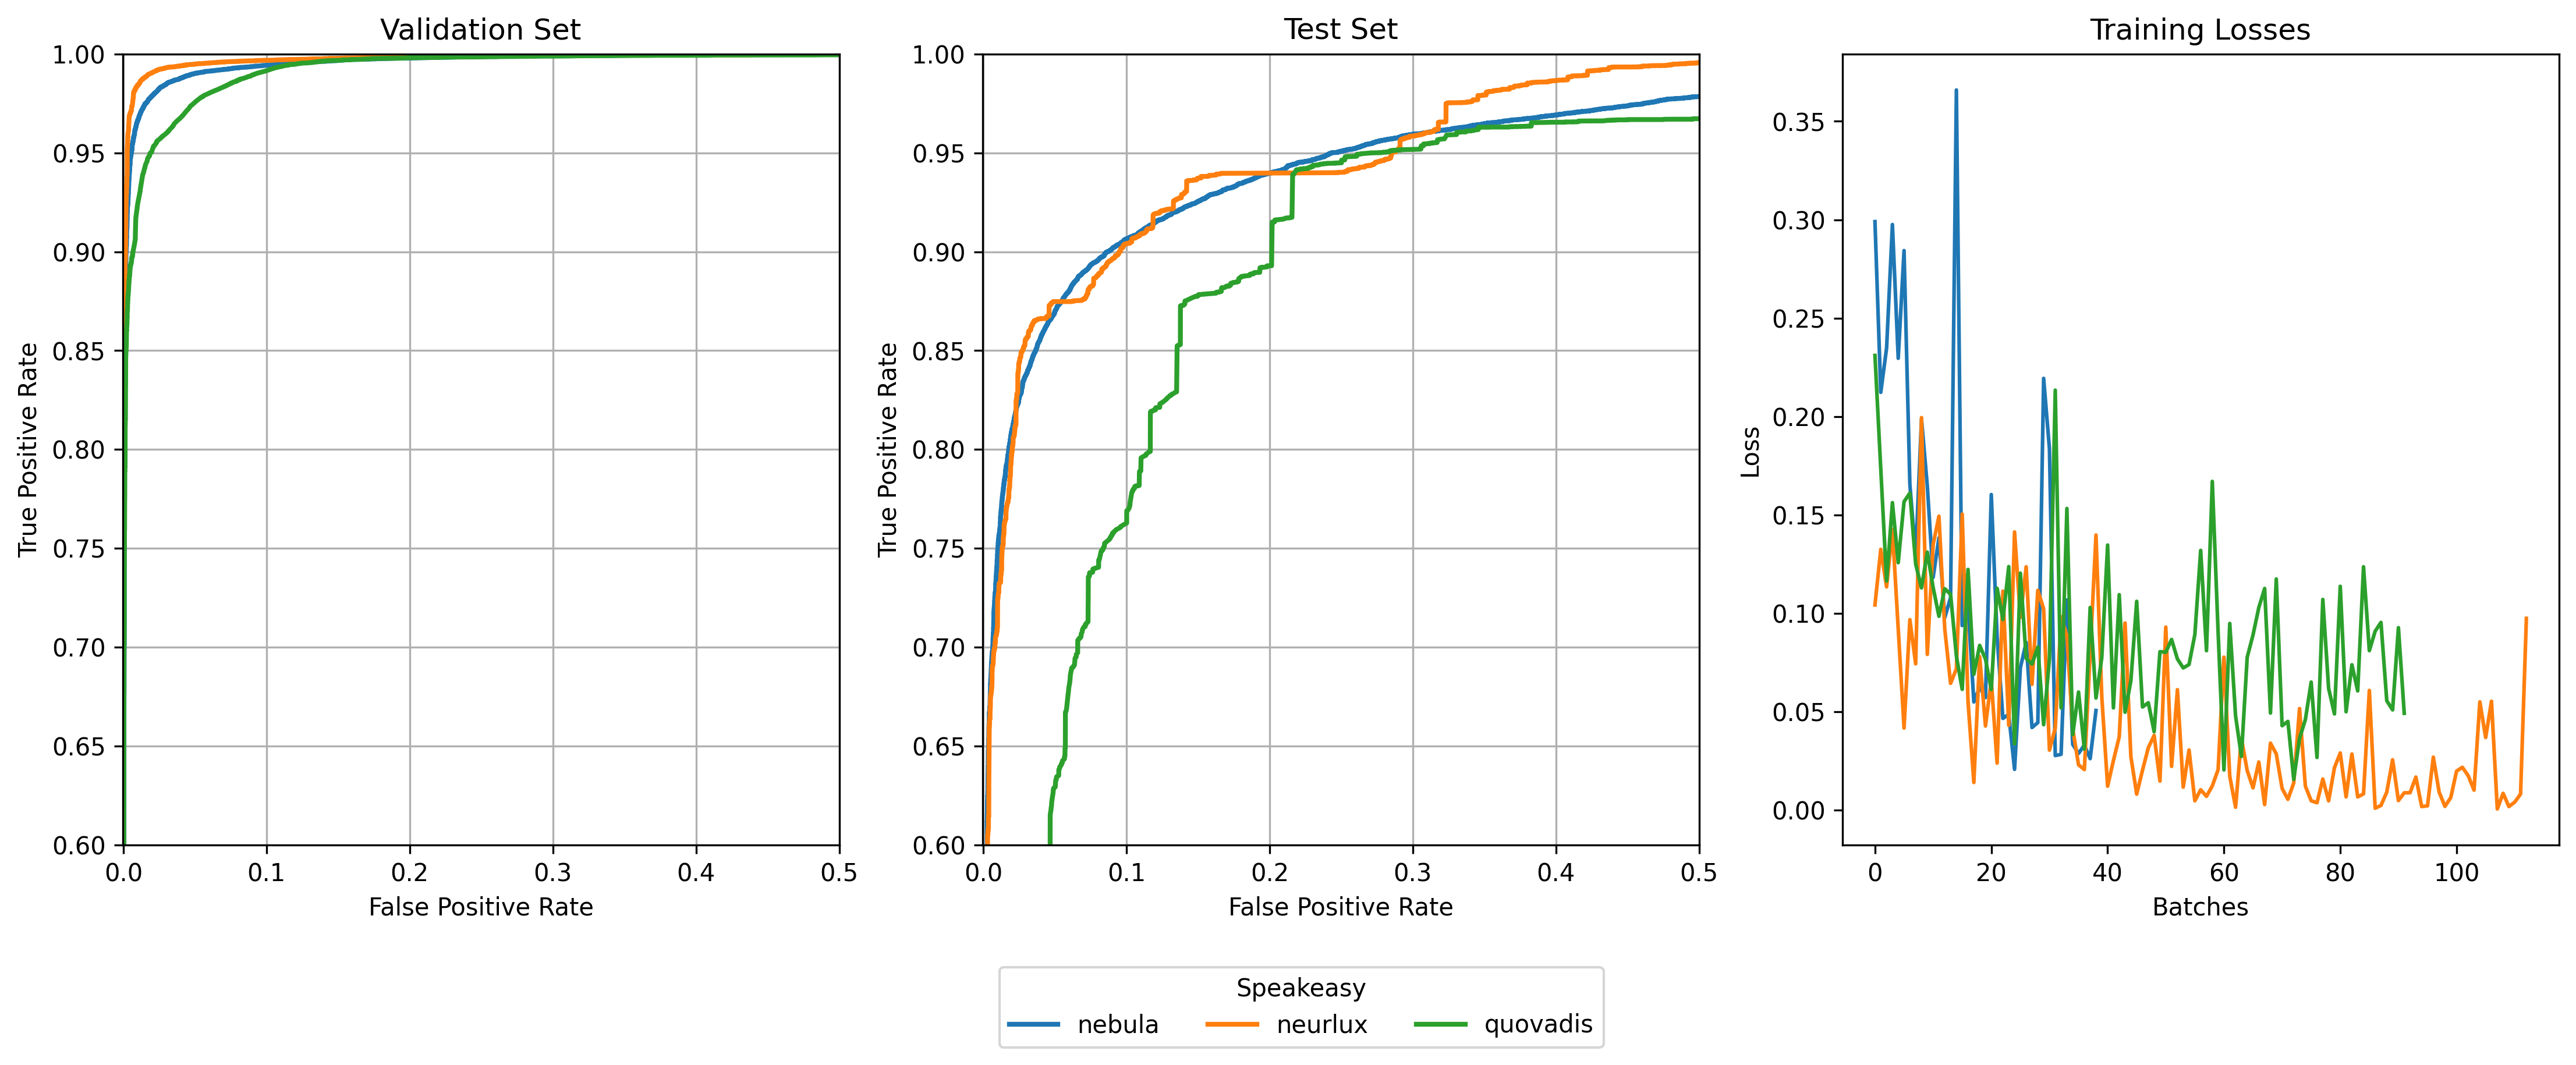 Validation Set
1.00
0.95
0.90
0.85
0.80
0.75
0.70
0.65
0.60
True Positive Rate
0.0 0.1 0.2 0.3 0.4 0.5
False Positive Rate
Test Set
1.00
0.95
0.90
0.85
0.80
0.75
0.70
0.65
0.60
True Positive Rate
0.0 0.1 0.2 0.3 0.4 0.5
False Positive Rate
Training Losses
0.35
0.30
0.25
0.20
0.15
0.10
0.05
0.00
Loss
0 20 40 60 80 100
Batches
Speakeasy
nebula neurlux quovadis